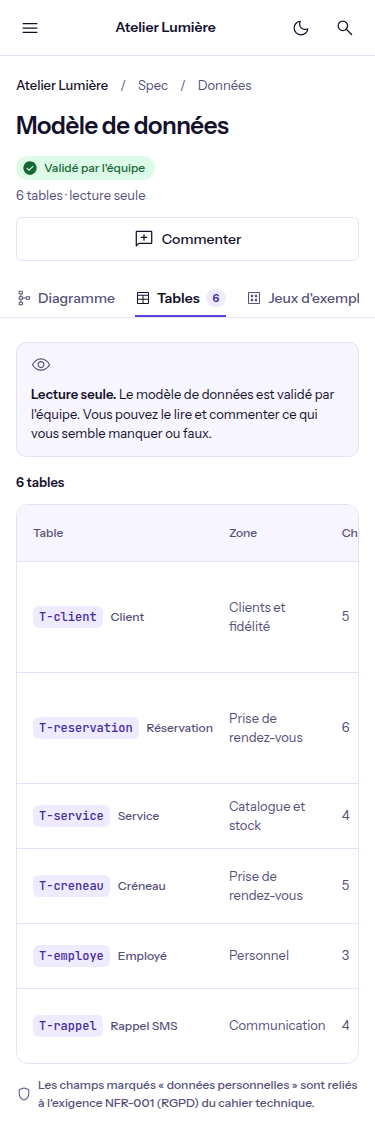 Atelier Lumière
Atelier Lumière / Spec / Données
Modèle de données
Validé par l'équipe
6 tables · lecture seule
Commenter
Diagramme Tables 6 Jeux d'exempl
Lecture seule. Le modèle de données est validé par
l'équipe. Vous pouvez le lire et commenter ce qui
vous semble manquer ou faux.
6 tables
Table Zone Ch
T-client Client Clients et
fidélité 5
T-reservation Réservation Prise de
rendez-vous 6
T-service Service Catalogue et
stock 4
T-creneau Créneau Prise de
rendez-vous 5
T-employe Employé Personnel 3
T-rappel Rappel SMS Communication 4
Les champs marqués « données personnelles » sont reliés
à l'exigence NFR-001 (RGPD) du cahier technique.